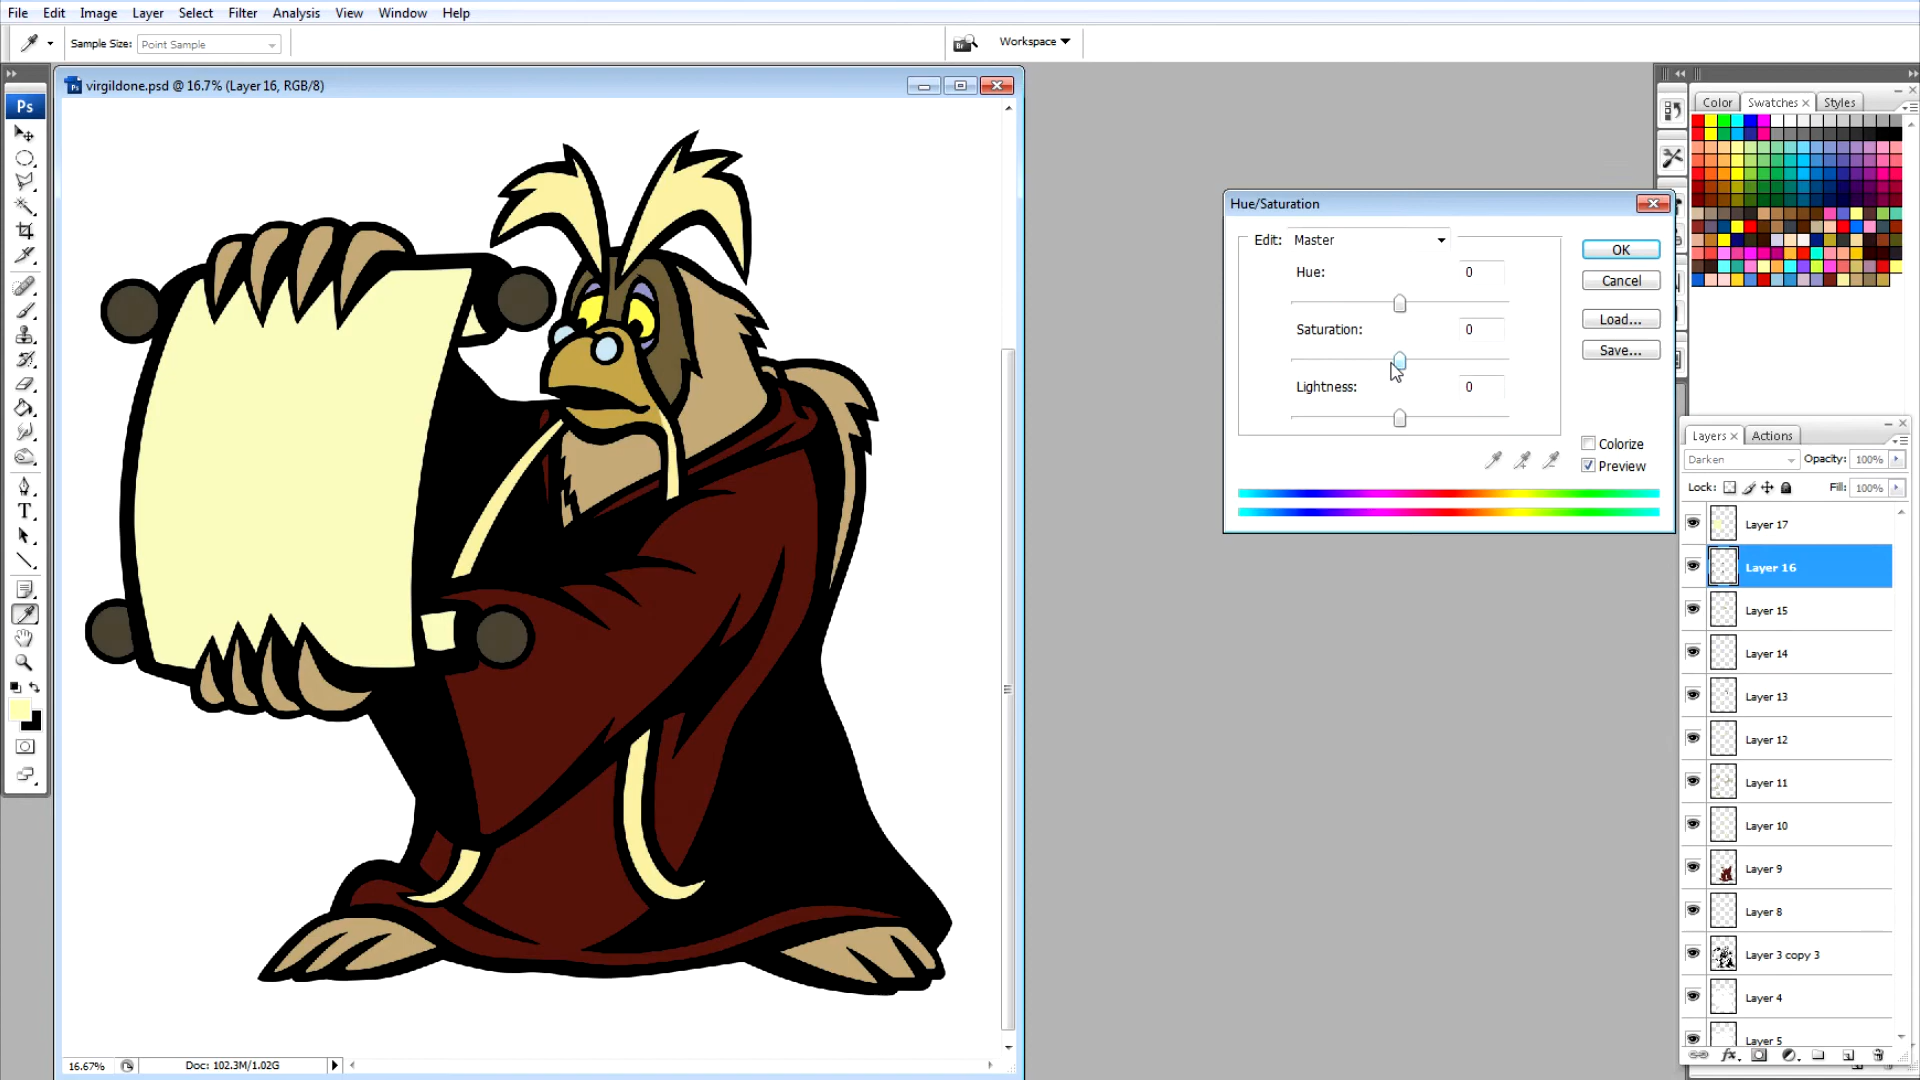 File Edit Image Layer Select Filter Analysis View Window Help
Sample Size: Point Sample
Br Workspace
Ps
virgildone.psd @ 16.7% (Layer 16, RGB/8)
Color Swatches × Styles
Hue/Saturation
Edit: Master
OK
Hue: 0
Cancel
Load...
Saturation: 0
Save...
Lightness: 0
Colorize
Preview
Layers × Actions
Darken Opacity: 100%
Lock: Fill: 100%
Layer 17
Layer 16
Layer 15
Layer 14
Layer 13
Layer 12
Layer 11
Layer 10
Layer 9
Layer 8
Layer 3 copy 3
Layer 4
Layer 5
fx
16.67% Doc: 102.3M/1.02G